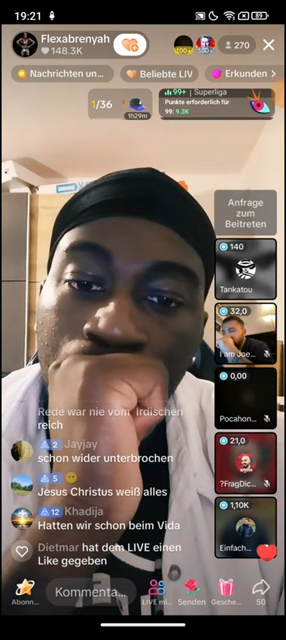 19:21
89
Flexabrenyah
148.3K
270
Nachrichten un...
Beliebte LIV
Erkunden
1/36
1h29m
99+ | Superliga
Punkte erforderlich für
99: 9.3K
Anfrage
zum
Beitreten
140
Tankatou
32,0
I am Joe...
0,00
Pocahon...
21,0
?FragDic...
1,10K
Einfach...
Rede war nie vom irdischen
reich
2 Jayjay
schon wider unterbrochen
5
Jesus Christus weiß alles
12 Khadija
Hatten wir schon beim Vida
Dietmar hat dem LIVE einen
Like gegeben
Abonn...
Kommenta...
LIVE mi...
Senden
Gesche...
50